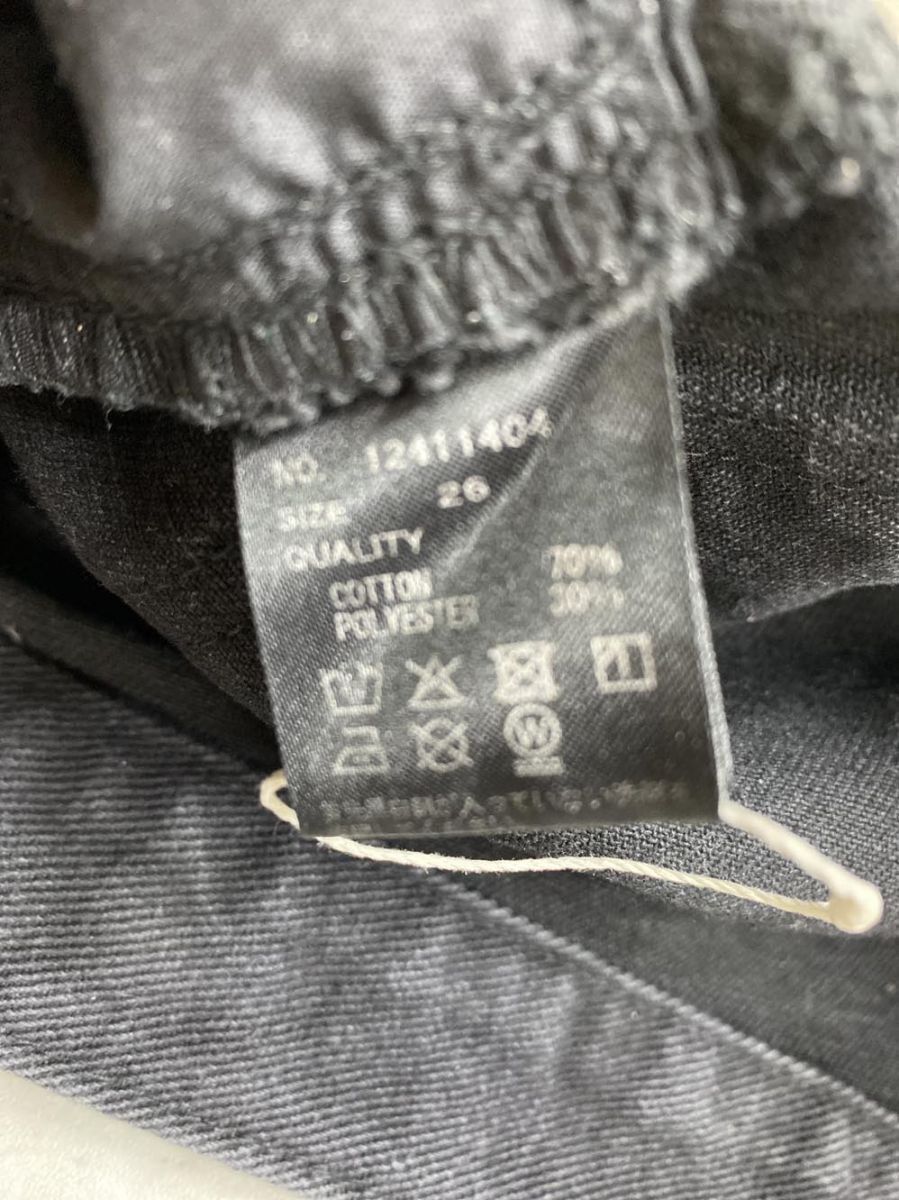 NO. 12411404
SIZE 26
QUALITY
COTTON 70%
POLYESTER 30%
W